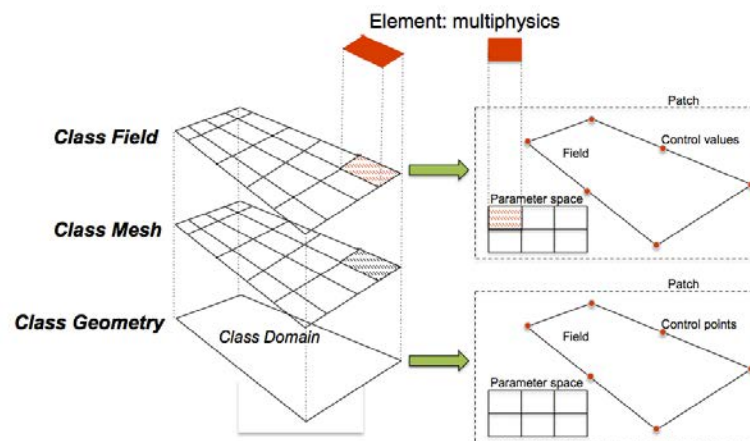 Element: multiphysics
Patch
Class Field
Control values
Field
Parameter space
Class Mesh
Patch
Class Geometry
Class Domain
Control points
Field
Parameter space